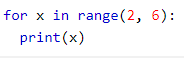 for x in range(2, 6):
  print(x)